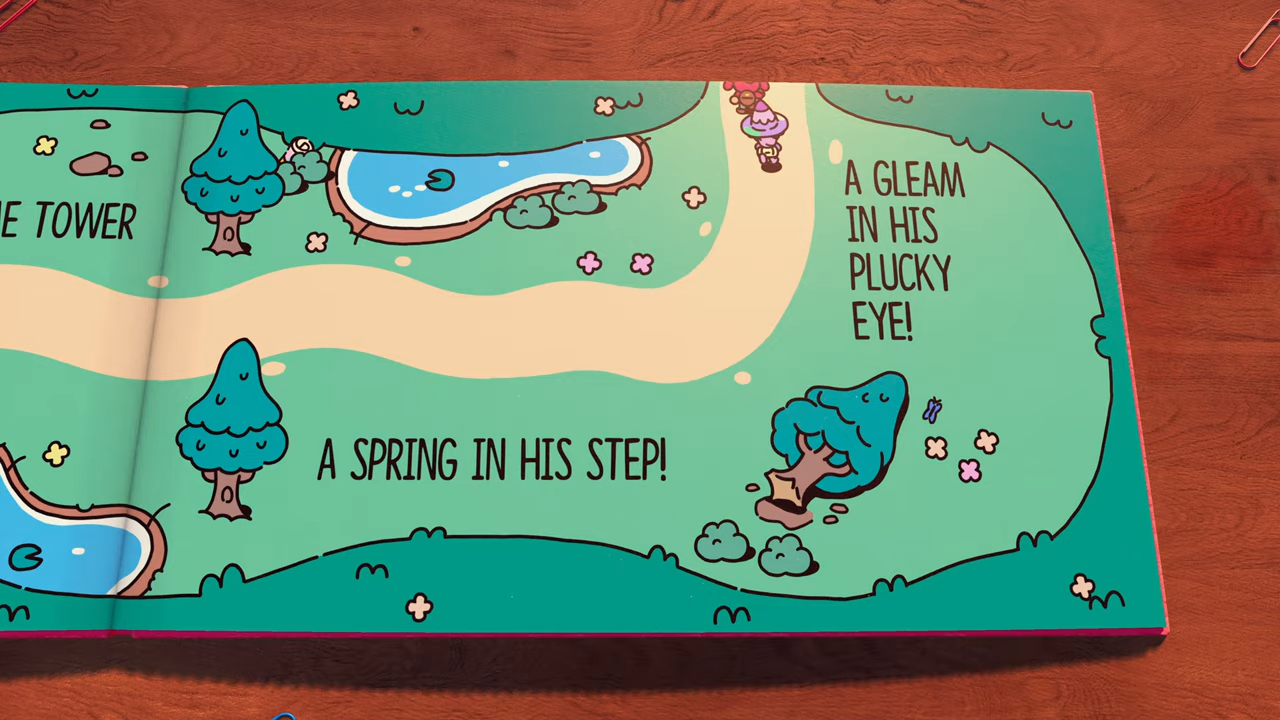 TOWER
A SPRING IN HIS STEP!
A GLEAM
IN HIS
PLUCKY
EYE!